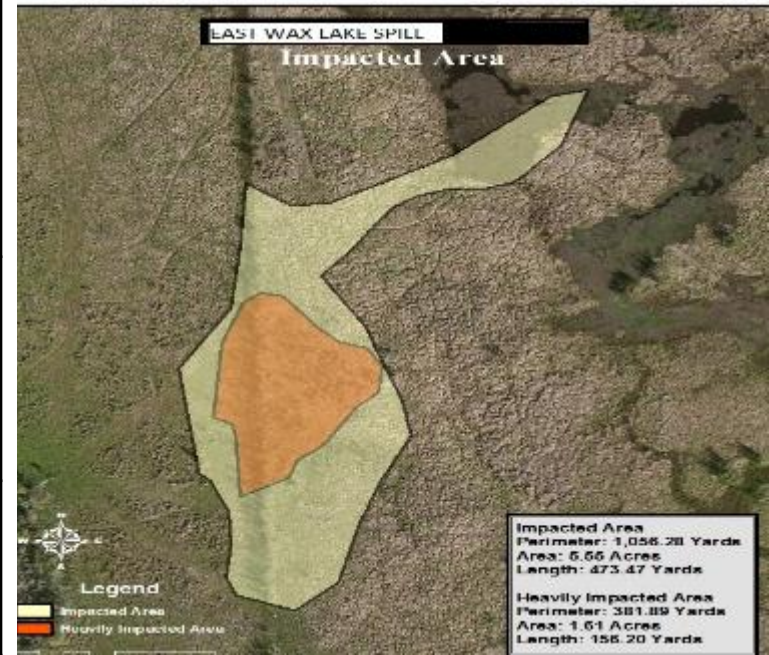 EAST WAX LAKE SPILL
Impacted Area
N
W E
S
Legend
Impacted Area
Heavily Impacted Area
Impacted Area
Perimeter: 1,056.28 Yards
Area: 5.55 Acres
Length: 473.47 Yards
Heavily Impacted Area
Perimeter: 381.89 Yards
Area: 1.61 Acres
Length: 156.20 Yards